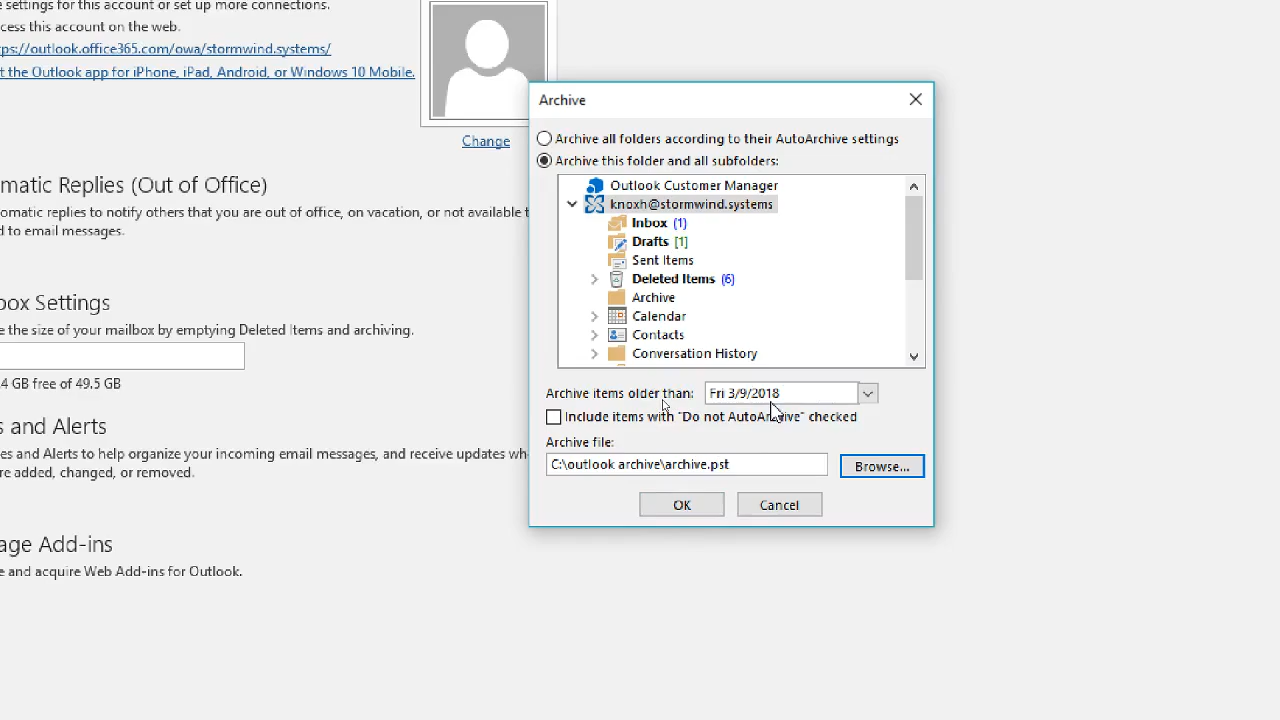 e settings for this account or set up more connections.
cess this account on the web.
tps://outlook.office365.com/owa/stormwind.systems/
t the Outlook app for iPhone, iPad, Android, or Windows 10 Mobile.
Change
matic Replies (Out of Office)
omatic replies to notify others that you are out of office, on vacation, or not available t
d to email messages.
box Settings
e the size of your mailbox by emptying Deleted Items and archiving.
4 GB free of 49.5 GB
s and Alerts
es and Alerts to help organize your incoming email messages, and receive updates whe
re added, changed, or removed.
age Add-ins
e and acquire Web Add-ins for Outlook.
Archive
Archive all folders according to their AutoArchive settings
Archive this folder and all subfolders:
Outlook Customer Manager
knoxh@stormwind.systems
Inbox (1)
Drafts [1]
Sent Items
Deleted Items (6)
Archive
Calendar
Contacts
Conversation History
Archive items older than: Fri 3/9/2018
Include items with "Do not AutoArchive" checked
Archive file:
C:\outlook archive\archive.pst Browse...
OK Cancel